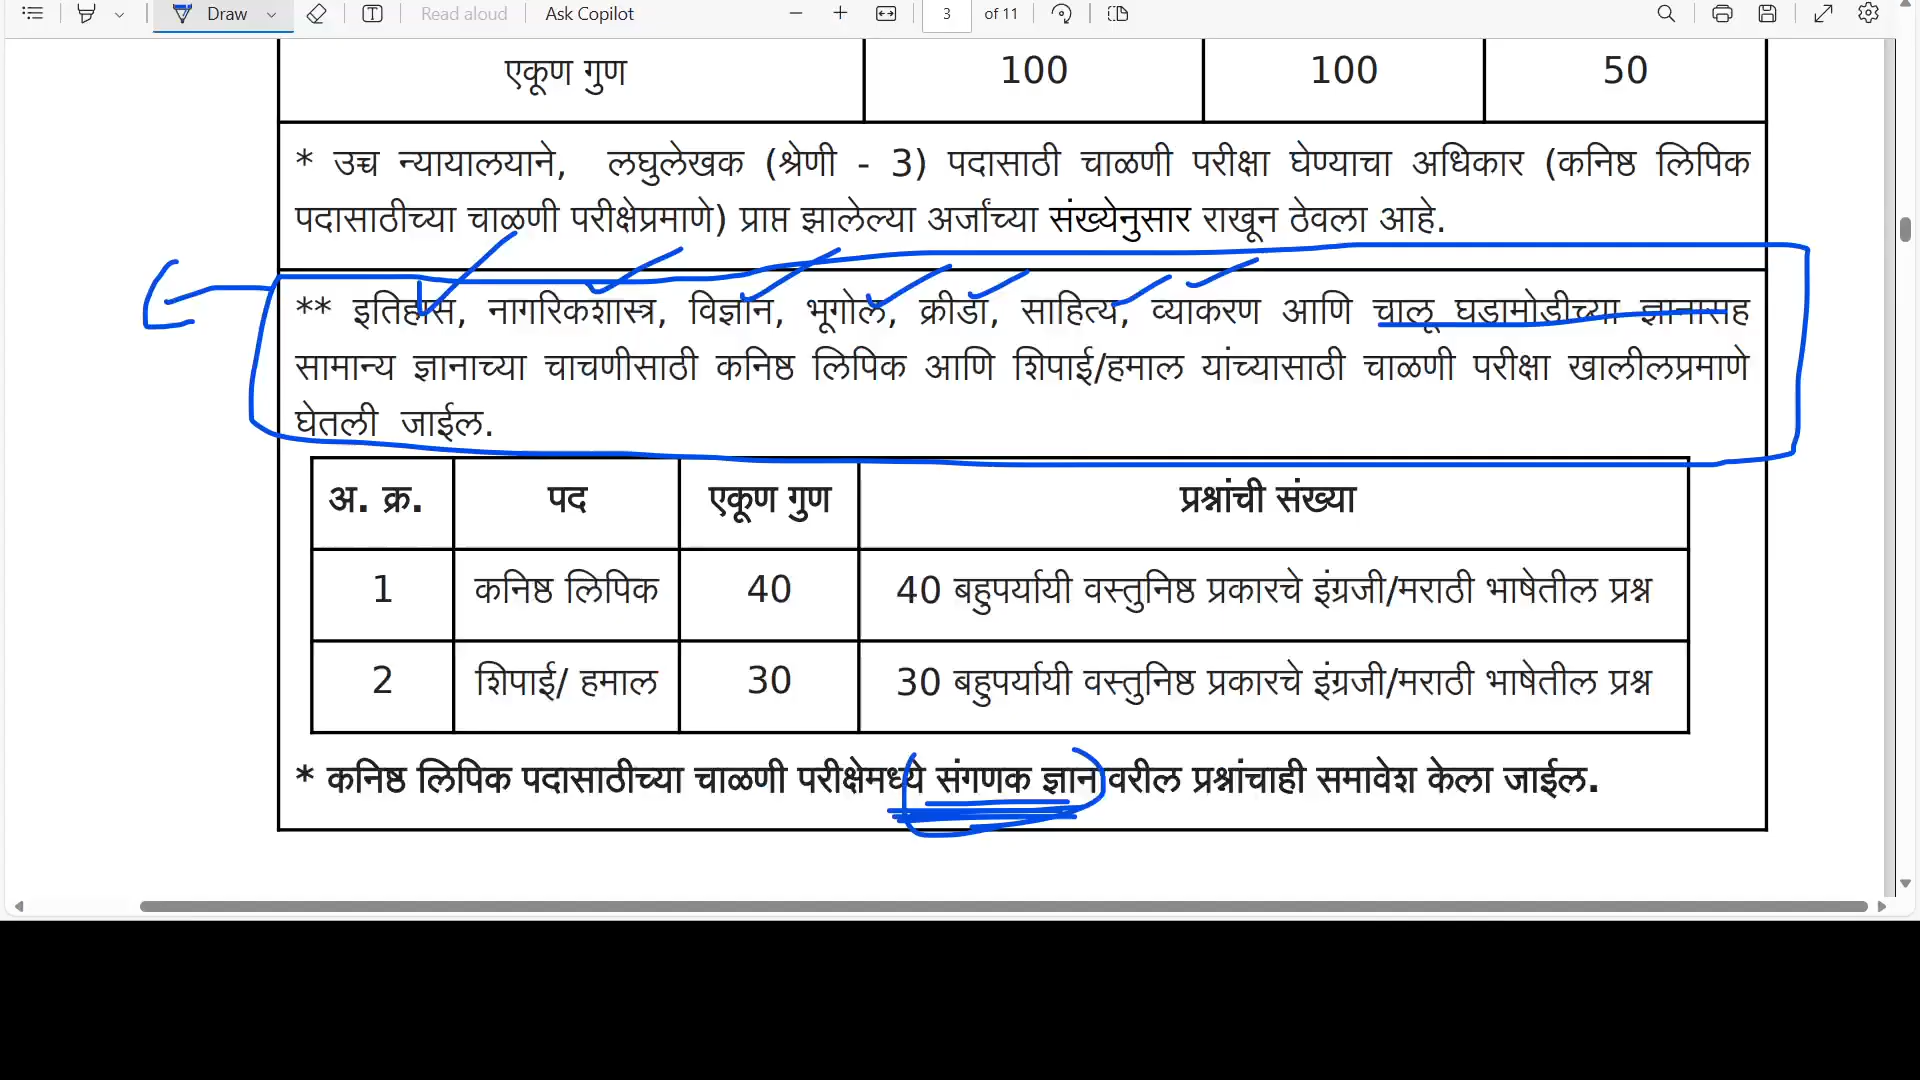 Draw
Read aloud
Ask Copilot
3 of 11
एकूण गुण 100 100 50
* उच्च न्यायालयाने, लघुलेखक (श्रेणी - 3) पदासाठी चाळणी परीक्षा घेण्याचा अधिकार (कनिष्ठ लिपिक
पदासाठीच्या चाळणी परीक्षेप्रमाणे) प्राप्त झालेल्या अर्जांच्या संख्येनुसार राखून ठेवला आहे.
** इतिहास, नागरिकशास्त्र, विज्ञान, भूगोल, क्रीडा, साहित्य, व्याकरण आणि चालू घडामोडीच्या ज्ञानासह
सामान्य ज्ञानाच्या चाचणीसाठी कनिष्ठ लिपिक आणि शिपाई/हमाल यांच्यासाठी चाळणी परीक्षा खालीलप्रमाणे
घेतली जाईल.
अ. क्र. पद एकूण गुण प्रश्नांची संख्या
1 कनिष्ठ लिपिक 40 40 बहुपर्यायी वस्तुनिष्ठ प्रकारचे इंग्रजी/मराठी भाषेतील प्रश्न
2 शिपाई/ हमाल 30 30 बहुपर्यायी वस्तुनिष्ठ प्रकारचे इंग्रजी/मराठी भाषेतील प्रश्न
* कनिष्ठ लिपिक पदासाठीच्या चाळणी परीक्षेमध्ये संगणक ज्ञानावरील प्रश्नांचाही समावेश केला जाईल.